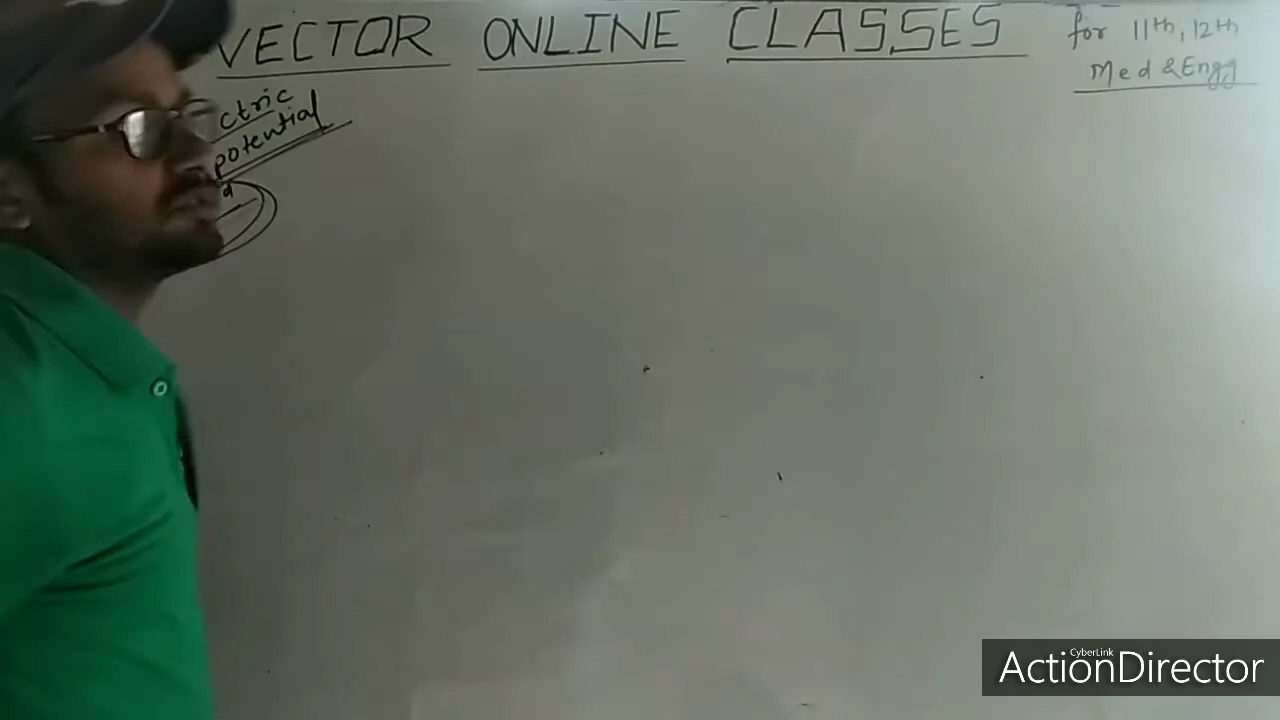 VECTOR ONLINE CLASSES
for 11th, 12th
Med & Engg
ctric
potential
CyberLink
ActionDirector